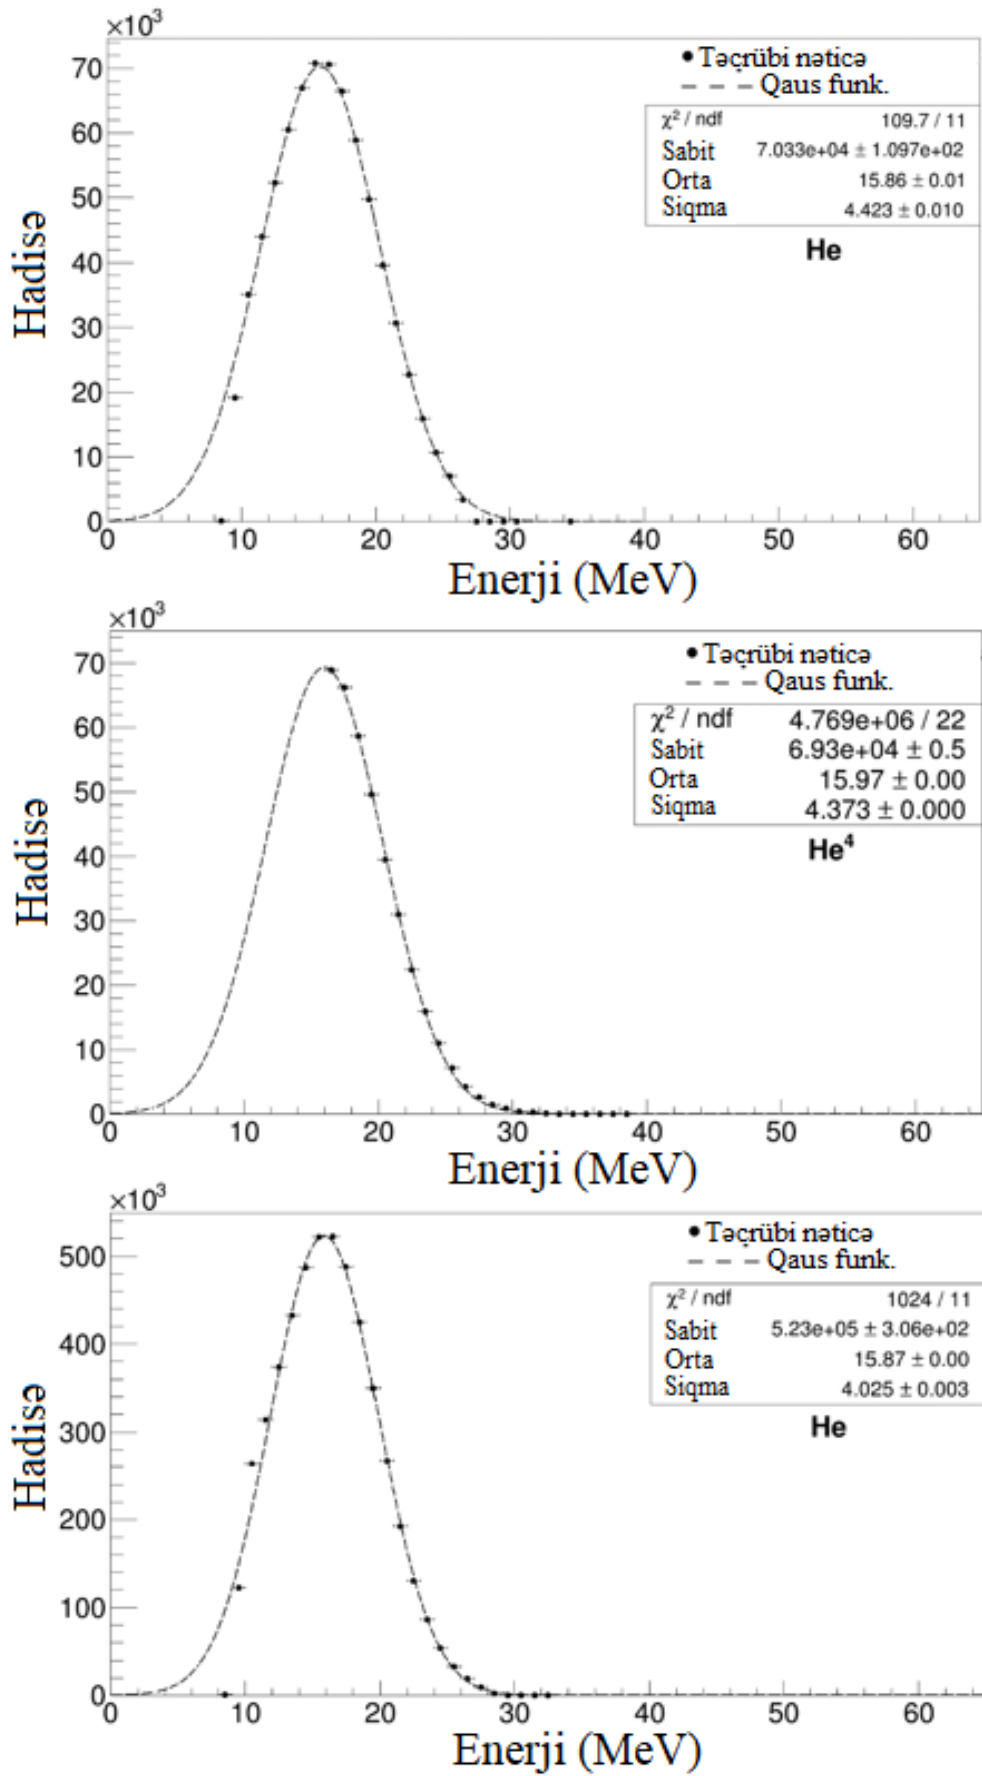 ×10³
70
60
50
40
30
20
10
0
Hadisə
● Təçrübi nəticə
– – – Qaus funk.
χ² / ndf 109.7 / 11
Sabit 7.033e+04 ± 1.097e+02
Orta 15.86 ± 0.01
Siqma 4.423 ± 0.010
He
0 10 20 30 40 50 60
Enerji (MeV)
×10³
70
60
50
40
30
20
10
0
Hadisə
● Təçrübi nəticə
– – – Qaus funk.
χ² / ndf 4.769e+06 / 22
Sabit 6.93e+04 ± 0.5
Orta 15.97 ± 0.00
Siqma 4.373 ± 0.000
He⁴
0 10 20 30 40 50 60
Enerji (MeV)
×10³
500
400
300
200
100
0
Hadisə
● Təçrübi nəticə
– – – Qaus funk.
χ² / ndf 1024 / 11
Sabit 5.23e+05 ± 3.06e+02
Orta 15.87 ± 0.00
Siqma 4.025 ± 0.003
He
0 10 20 30 40 50 60
Enerji (MeV)